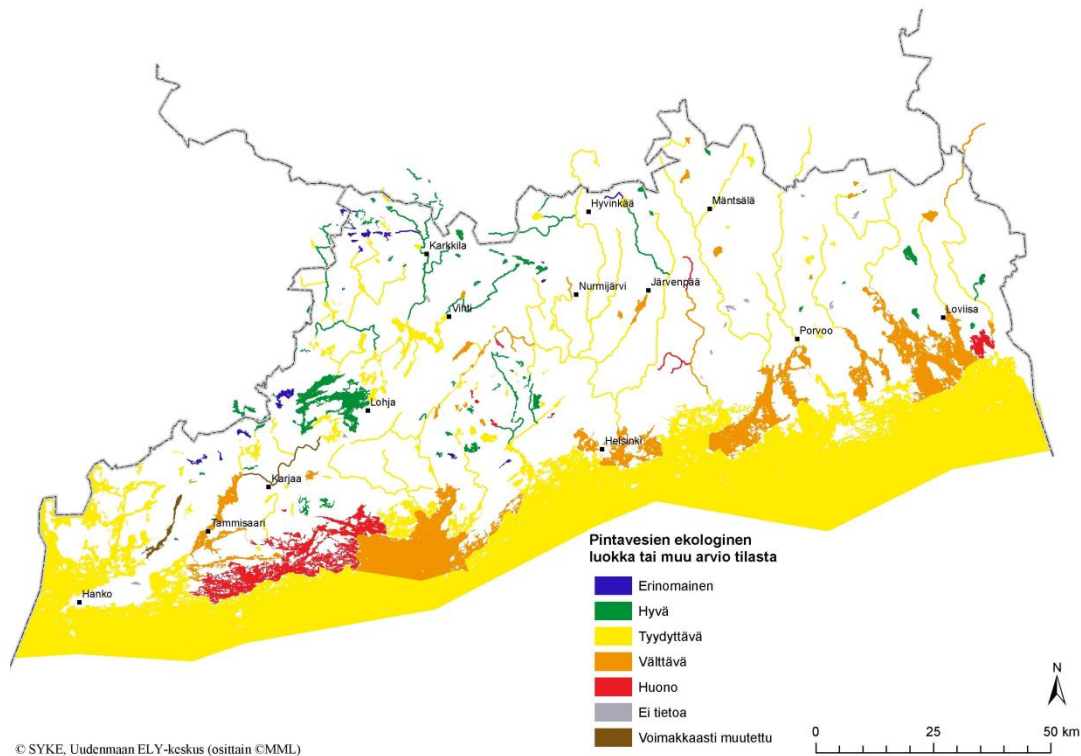 Hyvinkää
Mäntsälä
Karkkila
Nurmijärvi
Järvenpää
Vihti
Loviisa
Porvoo
Lohja
Helsinki
Karjaa
Tammisaari
Hanko
Pintavesien ekologinen
luokka tai muu arvio tilasta
Erinomainen
Hyvä
Tyydyttävä
Välttävä
Huono
Ei tietoa
Voimakkaasti muutettu
N
0 25 50 km
© SYKE, Uudenmaan ELY-keskus (osittain ©MML)